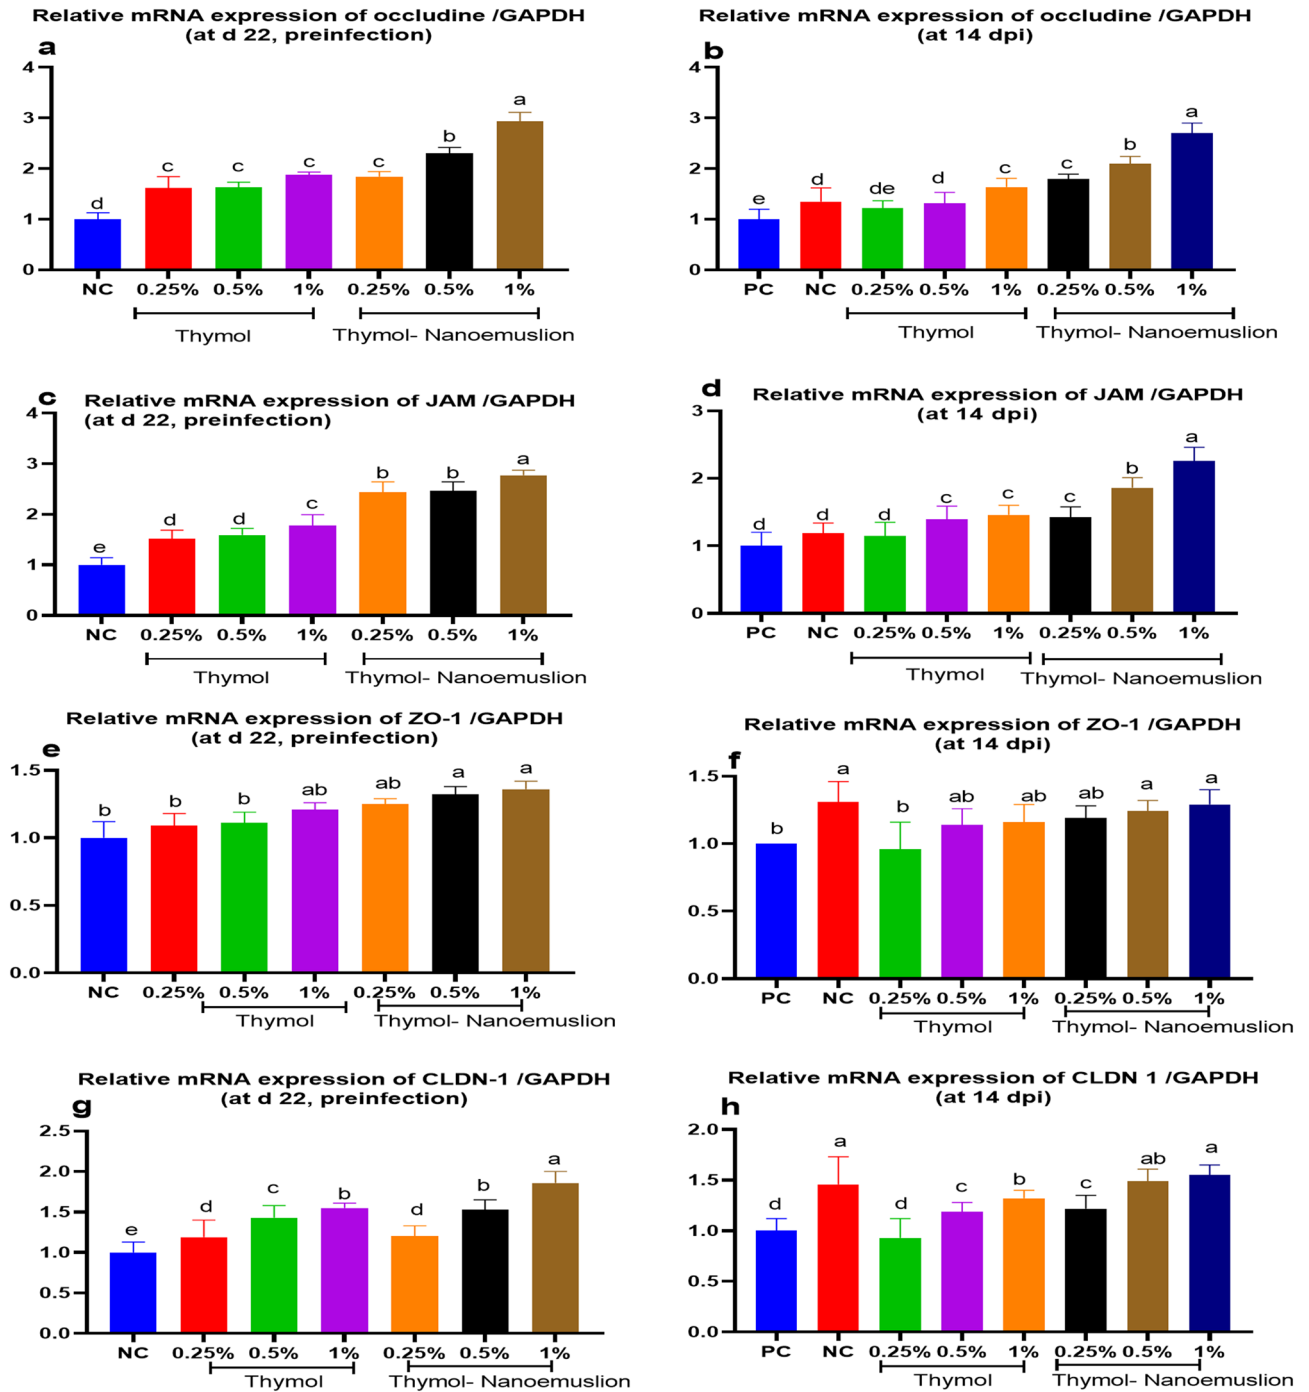 Relative mRNA expression of occludine /GAPDH
(at d 22, preinfection)
a
4
3
2
1
0
d
c
c
c
c
b
a
NC 0.25% 0.5% 1% 0.25% 0.5% 1%
Thymol Thymol- Nanoemuslion
Relative mRNA expression of occludine /GAPDH
(at 14 dpi)
b
4
3
2
1
0
e
d
de
d
c
c
b
a
PC NC 0.25% 0.5% 1% 0.25% 0.5% 1%
Thymol Thymol- Nanoemuslion
c
Relative mRNA expression of JAM /GAPDH
(at d 22, preinfection)
4
3
2
1
0
e
d
d
c
b
b
a
NC 0.25% 0.5% 1% 0.25% 0.5% 1%
Thymol Thymol- Nanoemuslion
d
Relative mRNA expression of JAM /GAPDH
(at 14 dpi)
3
2
1
0
d
d
d
c
c
c
b
a
PC NC 0.25% 0.5% 1% 0.25% 0.5% 1%
Thymol Thymol- Nanoemuslion
Relative mRNA expression of ZO-1 /GAPDH
(at d 22, preinfection)
e
1.5
1.0
0.5
0.0
b
b
b
ab
ab
a
a
NC 0.25% 0.5% 1% 0.25% 0.5% 1%
Thymol Thymol- Nanoemuslion
Relative mRNA expression of ZO-1 /GAPDH
(at 14 dpi)
f
1.5
1.0
0.5
0.0
b
a
b
ab
ab
ab
a
a
PC NC 0.25% 0.5% 1% 0.25% 0.5% 1%
Thymol Thymol- Nanoemuslion
Relative mRNA expression of CLDN-1 /GAPDH
(at d 22, preinfection)
g
2.5
2.0
1.5
1.0
0.5
0.0
e
d
c
b
d
b
a
NC 0.25% 0.5% 1% 0.25% 0.5% 1%
Thymol Thymol- Nanoemuslion
Relative mRNA expression of CLDN 1 /GAPDH
(at 14 dpi)
h
2.0
1.5
1.0
0.5
0.0
d
a
d
c
b
c
ab
a
PC NC 0.25% 0.5% 1% 0.25% 0.5% 1%
Thymol Thymol- Nanoemuslion